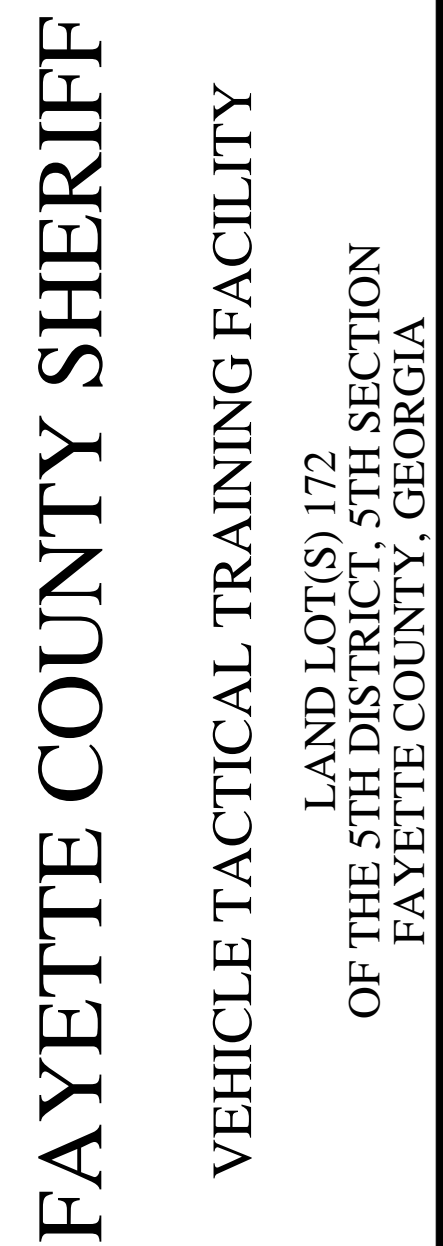 FAYETTE COUNTY SHERIFF
VEHICLE TACTICAL TRAINING FACILITY
LAND LOT(S) 172
OF THE 5TH DISTRICT, 5TH SECTION
FAYETTE COUNTY, GEORGIA